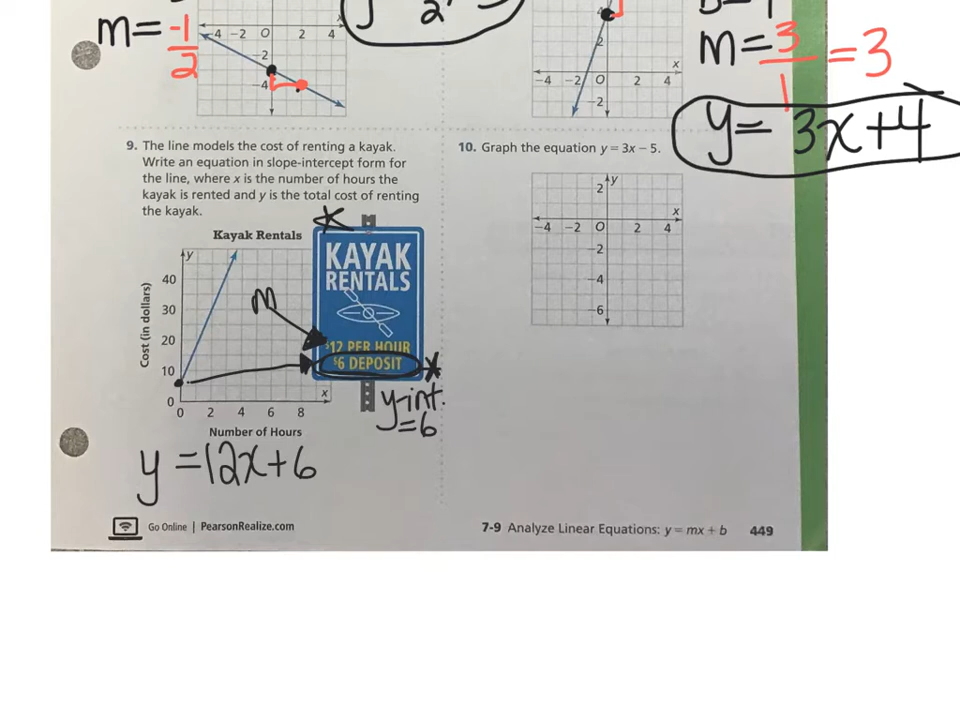 m= -1/2
-4 -2 O 2 4
-2
-4
2
m= 3/1 =3
2
x
-4 -2 O 2 4
-2
y= 3x+4
9. The line models the cost of renting a kayak.
Write an equation in slope-intercept form for
the line, where x is the number of hours the
kayak is rented and y is the total cost of renting
the kayak.
Kayak Rentals
y
Cost (in dollars)
40
30
20
10
0
0 2 4 6 8
x
Number of Hours
m
KAYAK
RENTALS
$12 PER HOUR
$6 DEPOSIT
y-int.
=6
y =12x+6
10. Graph the equation y = 3x – 5.
y
2
x
-4 -2 O 2 4
-2
-4
-6
Go Online | PearsonRealize.com
7-9 Analyze Linear Equations: y = mx + b 449